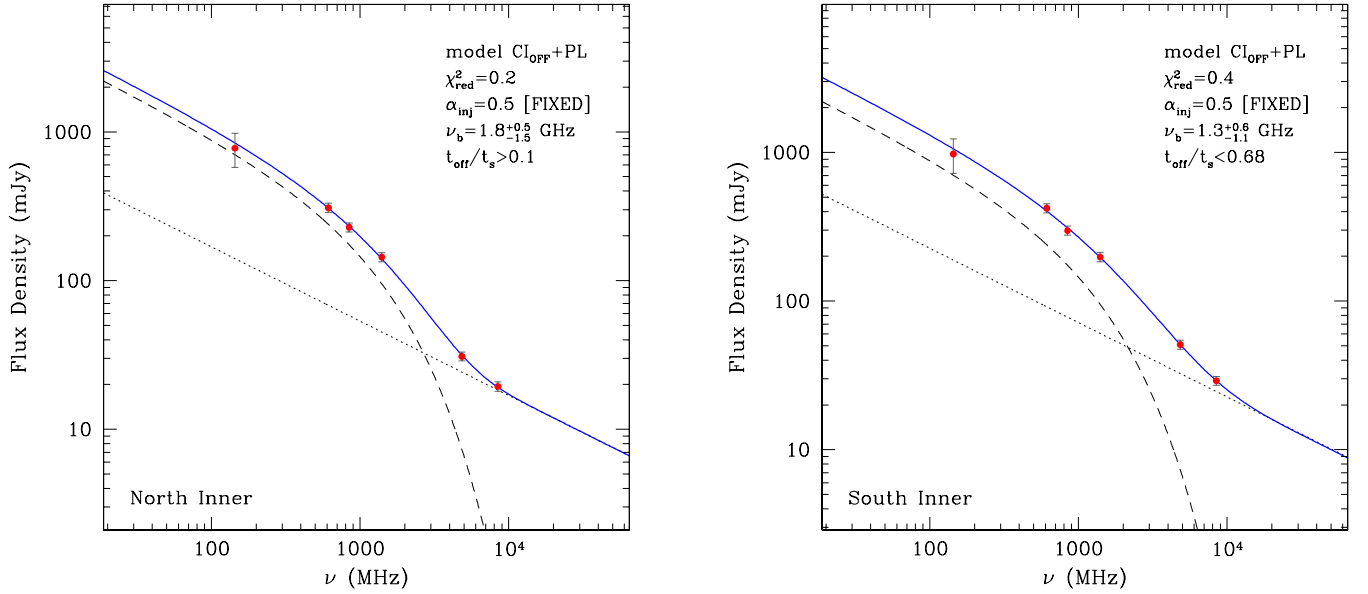 model CI_OFF+PL
χ²_red=0.2
α_inj=0.5 [FIXED]
ν_b=1.8^{+0.5}_{-1.5} GHz
t_off/t_s>0.1
1000
100
10
Flux Density (mJy)
North Inner
100
1000
10⁴
ν (MHz)
model CI_OFF+PL
χ²_red=0.4
α_inj=0.5 [FIXED]
ν_b=1.3^{+0.6}_{-1.1} GHz
t_off/t_s<0.68
1000
100
10
Flux Density (mJy)
South Inner
100
1000
10⁴
ν (MHz)